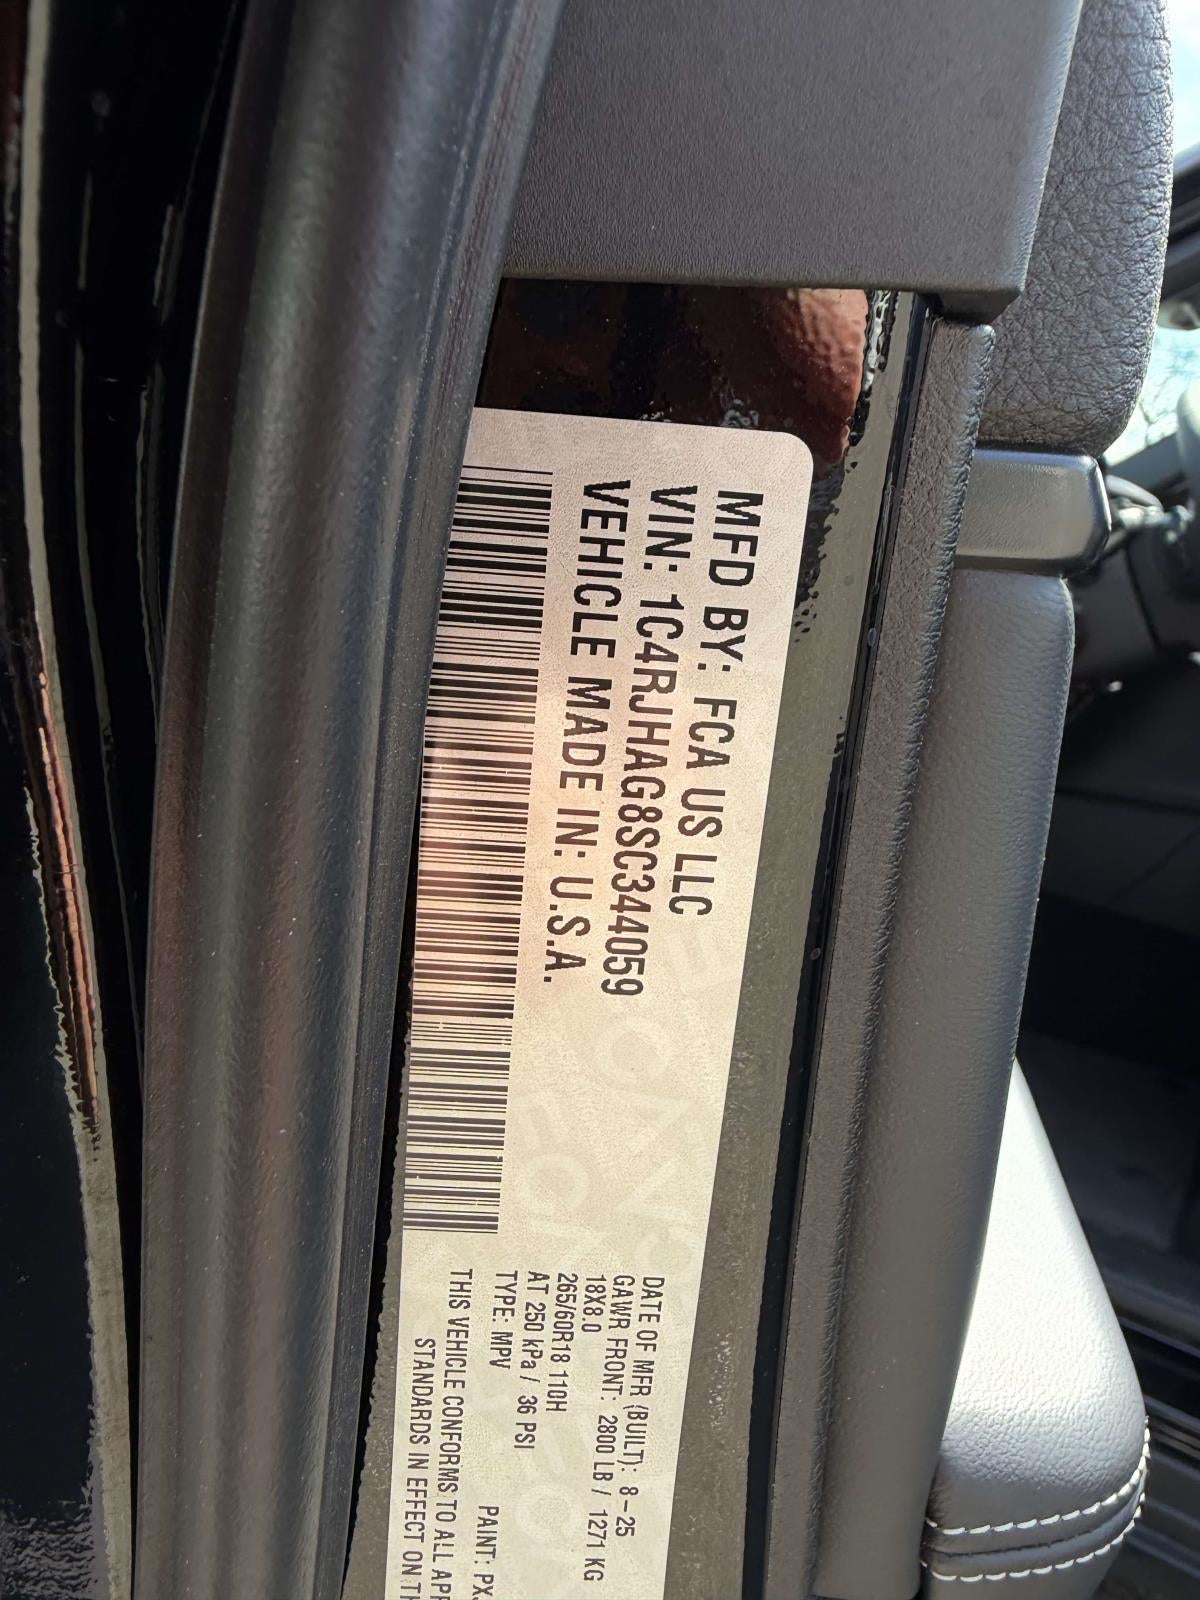 MFD BY: FCA US LLC
VIN: 1C4RJHAG8SC344059
VEHICLE MADE IN: U.S.A.
DATE OF MFR (BUILT): 8-25
GAWR FRONT: 2800 LB / 1271 KG
18X8.0
265/60R18 110H
AT 250 kPa / 36 PSI
TYPE: MPV PAINT:
THIS VEHICLE CONFORMS TO ALL
STANDARDS IN EFFECT ON